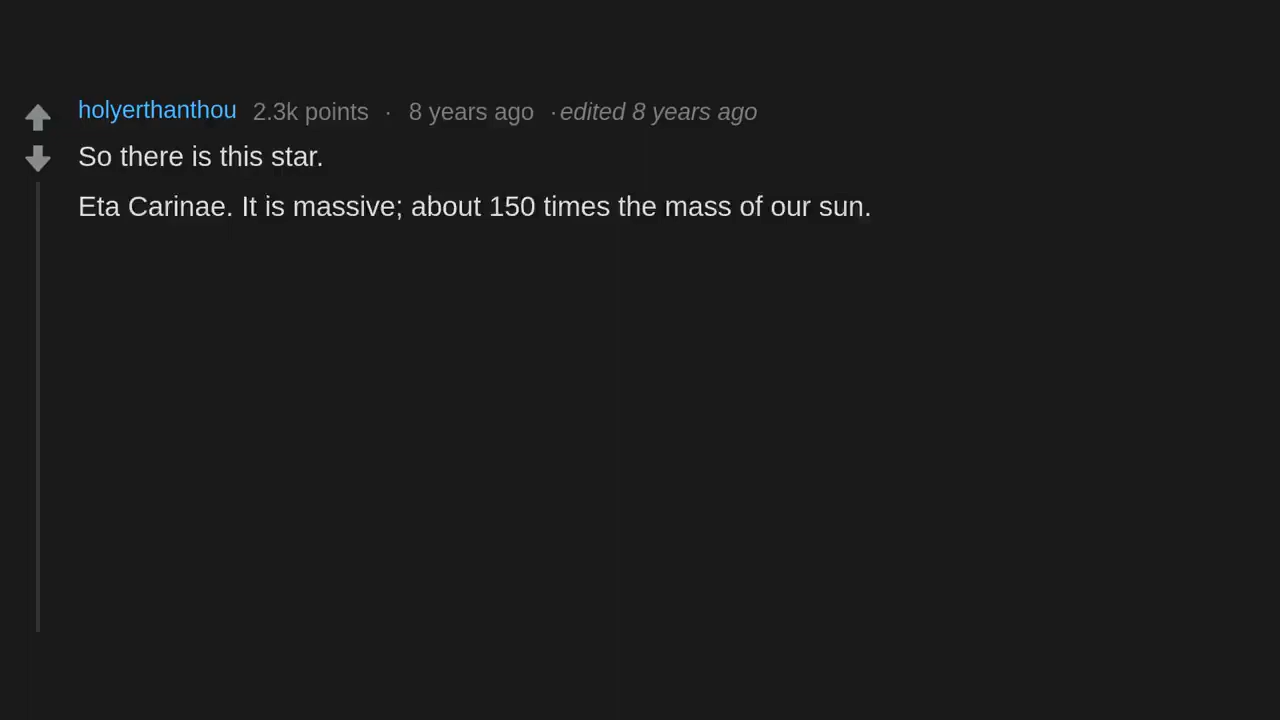 holyerthanthou 2.3k points · 8 years ago · edited 8 years ago
So there is this star.
Eta Carinae. It is massive; about 150 times the mass of our sun.